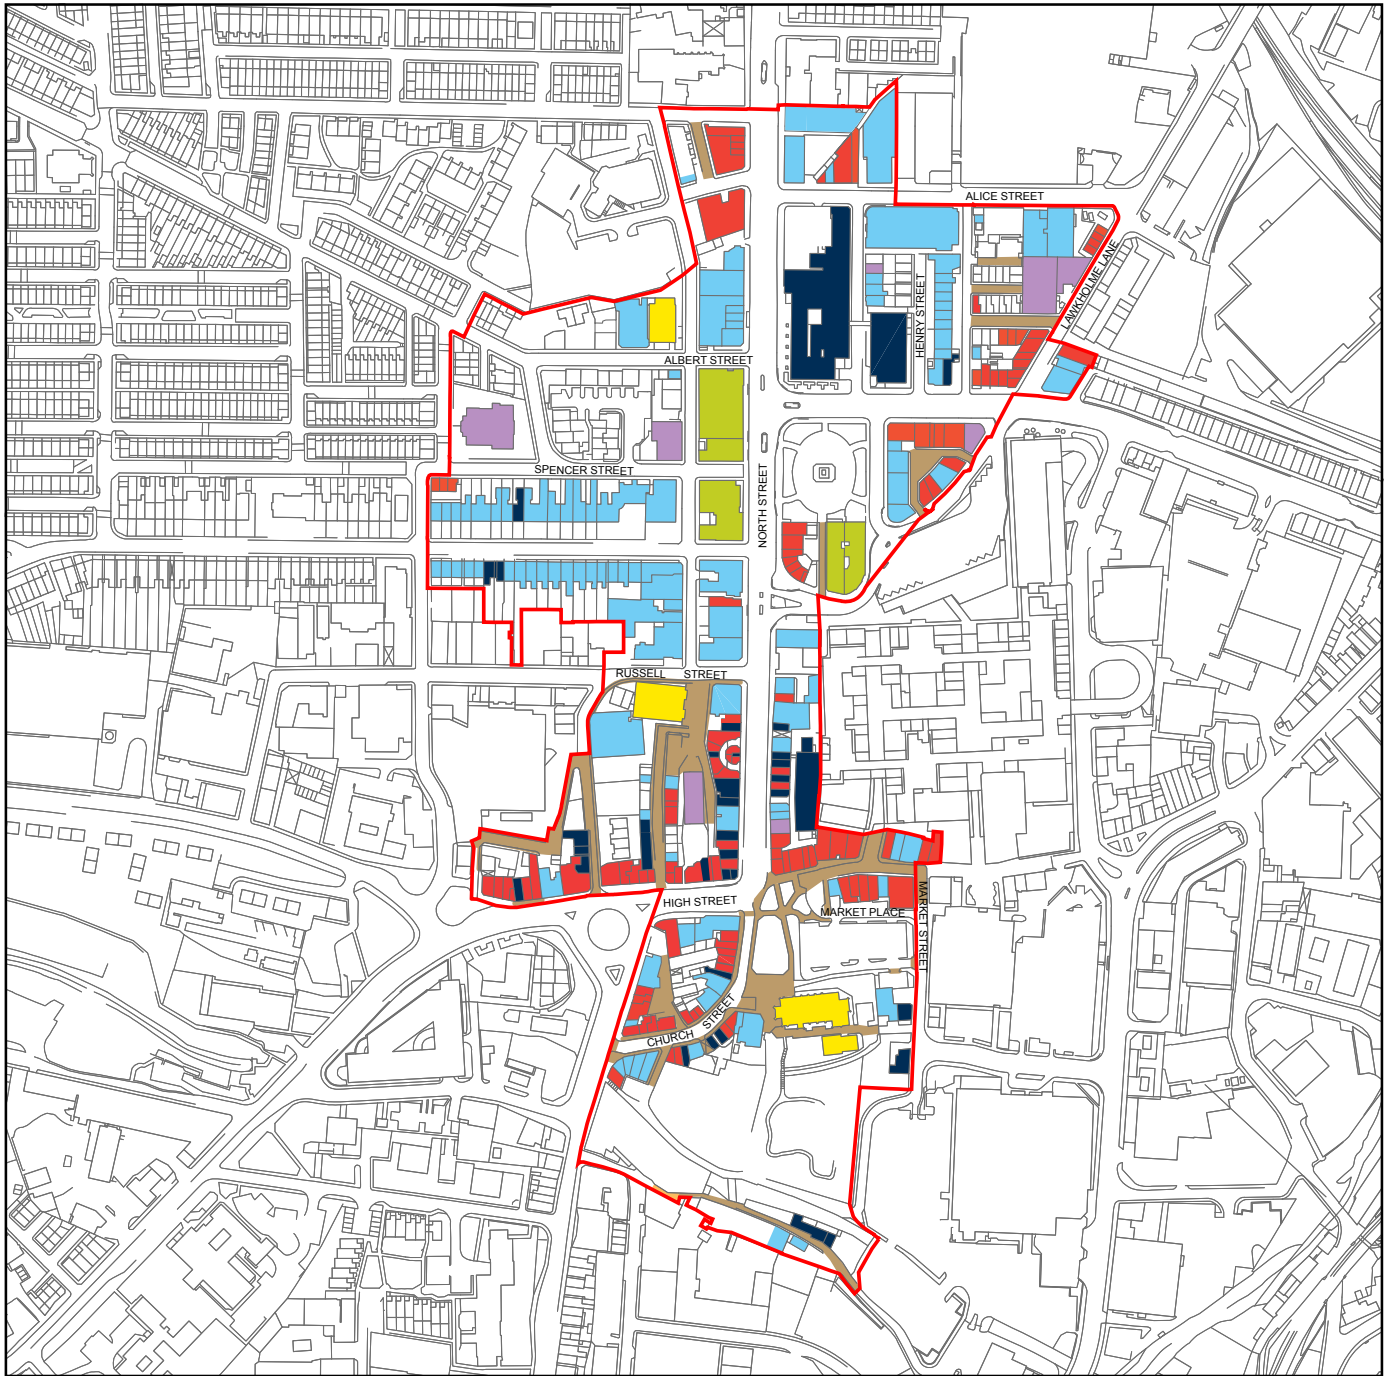 ALICE STREET
LAWKHOLME LANE
HENRY STREET
ALBERT STREET
SPENCER STREET
NORTH STREET
RUSSELL STREET
HIGH STREET
MARKET PLACE
MARKET STREET
CHURCH STREET